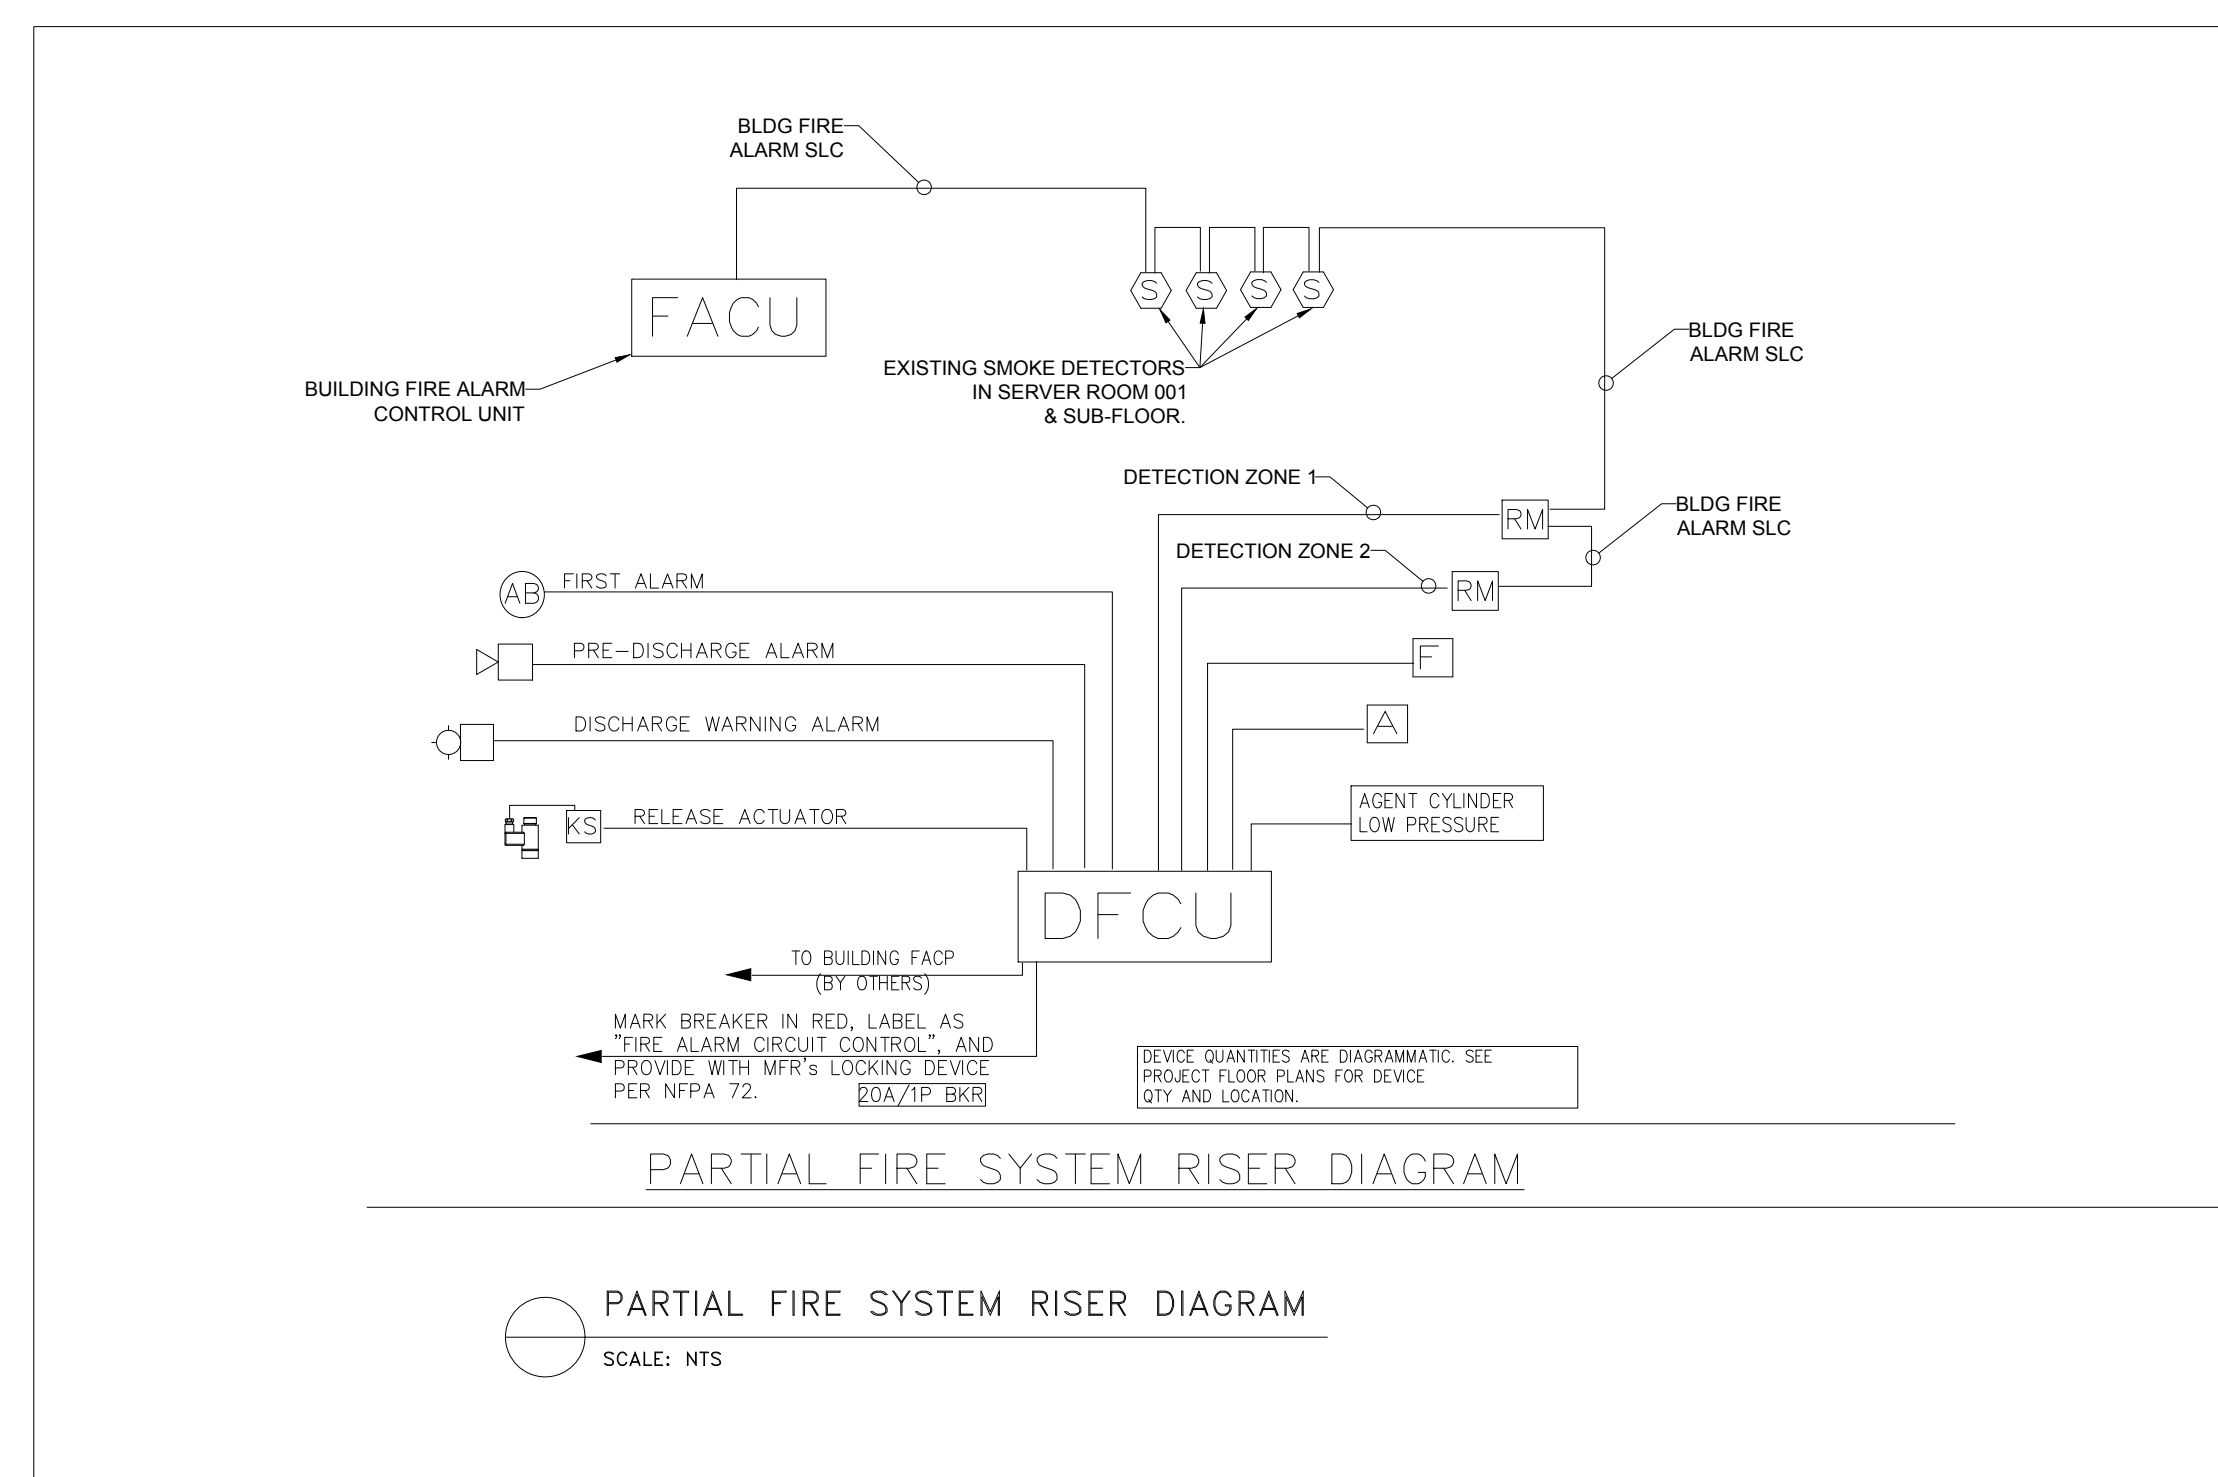 BLDG FIRE
ALARM SLC
FACU
S S S S
BUILDING FIRE ALARM
CONTROL UNIT
EXISTING SMOKE DETECTORS
IN SERVER ROOM 001
& SUB-FLOOR.
BLDG FIRE
ALARM SLC
DETECTION ZONE 1
RM
BLDG FIRE
ALARM SLC
DETECTION ZONE 2
RM
AB FIRST ALARM
PRE-DISCHARGE ALARM
F
DISCHARGE WARNING ALARM
A
KS RELEASE ACTUATOR
AGENT CYLINDER
LOW PRESSURE
DFCU
TO BUILDING FACP
(BY OTHERS)
MARK BREAKER IN RED, LABEL AS
"FIRE ALARM CIRCUIT CONTROL", AND
PROVIDE WITH MFR's LOCKING DEVICE
PER NFPA 72.
20A/1P BKR
DEVICE QUANTITIES ARE DIAGRAMMATIC. SEE
PROJECT FLOOR PLANS FOR DEVICE
QTY AND LOCATION.
PARTIAL FIRE SYSTEM RISER DIAGRAM
PARTIAL FIRE SYSTEM RISER DIAGRAM
SCALE: NTS